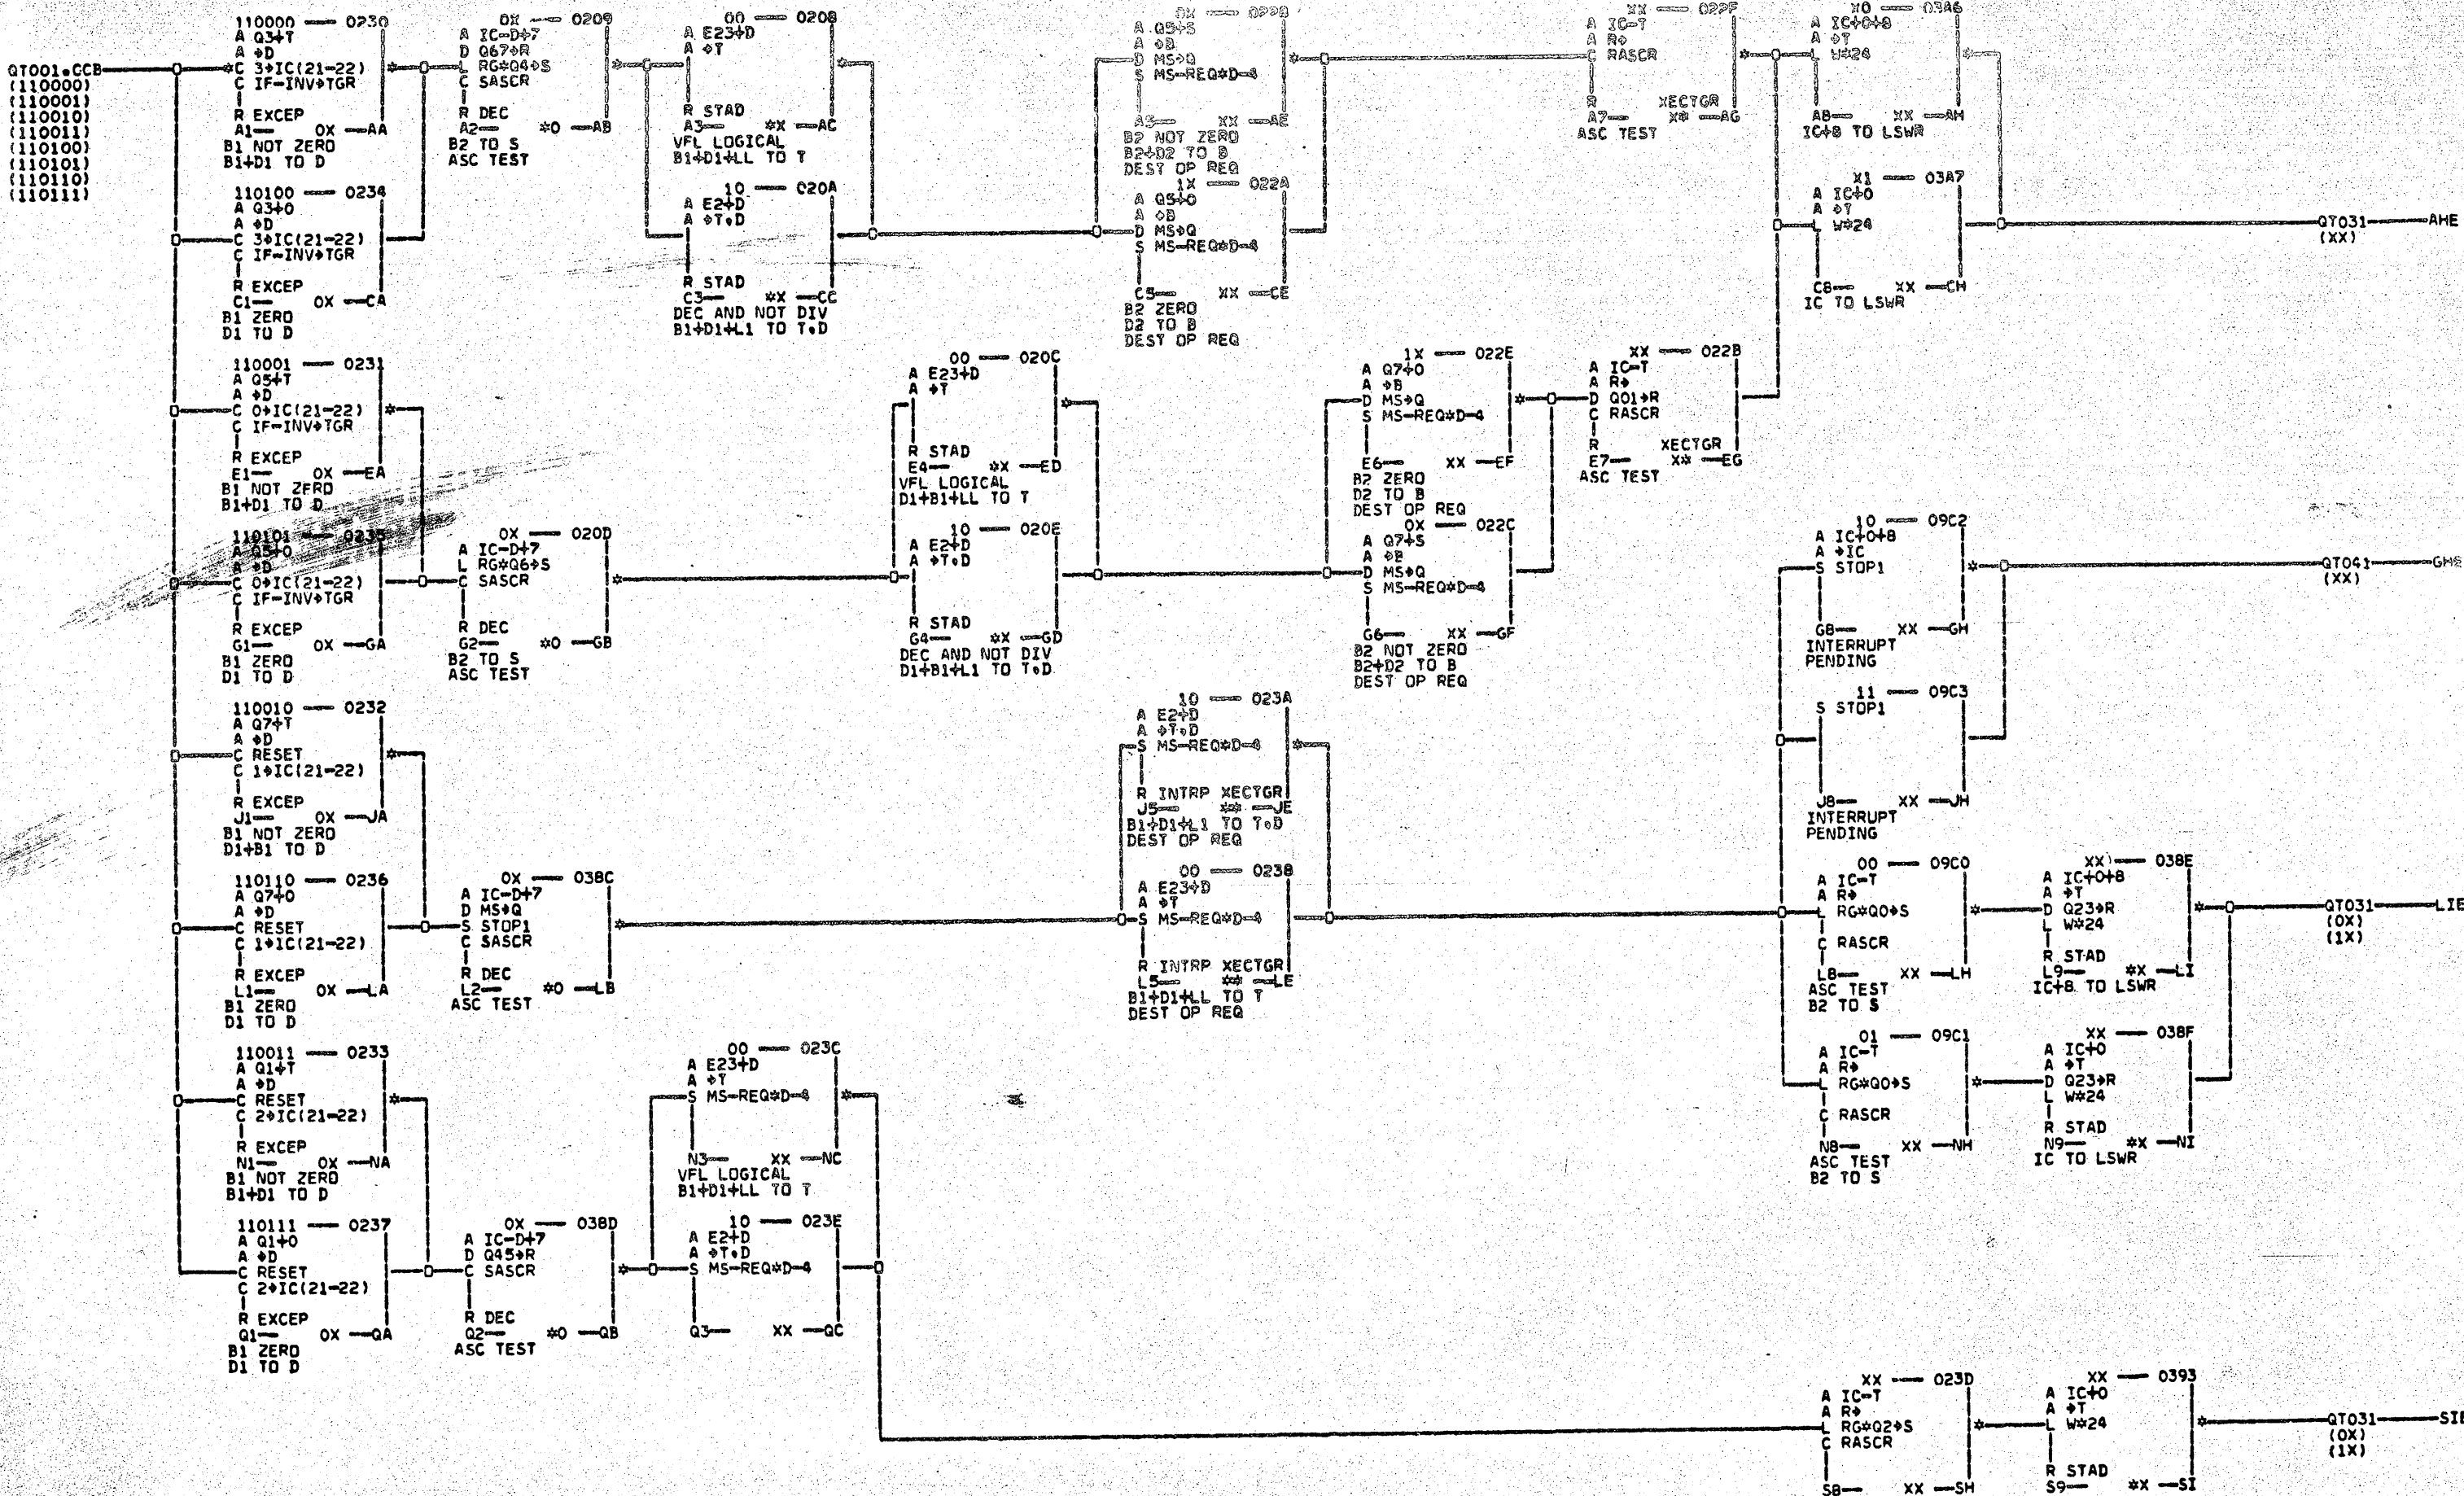 QT001.CCB
(110000)
(110001)
(110010)
(110011)
(110100)
(110101)
(110110)
(110111)
110000 — 0230
A Q3+T
A →D
*C 3→IC(21-22)
C IF-INV→TGR
R EXCEP
A1— 0X —AA
B1 NOT ZERO
B1+D1 TO D
110100 — 0234
A Q3+0
A →D
C 3→IC(21-22)
C IF-INV→TGR
R EXCEP
C1— 0X —CA
B1 ZERO
D1 TO D
110001 — 0231
A Q5+T
A →D
C 0→IC(21-22) *
C IF-INV→TGR
R EXCEP
E1— 0X —EA
B1 NOT ZERO
B1+D1 TO D
110101 — 0235
A Q5+0
A →D
C 0→IC(21-22)
C IF-INV→TGR
R EXCEP
G1— 0X —GA
B1 ZERO
D1 TO D
110010 — 0232
A Q7+T
A →D
C RESET *
C 1→IC(21-22)
R EXCEP
J1— 0X —JA
B1 NOT ZERO
D1+B1 TO D
110110 — 0236
A Q7+0
A →D
C RESET
C 1→IC(21-22)
R EXCEP
L1— 0X —LA
B1 ZERO
D1 TO D
110011 — 0233
A Q1+T
A →D
C RESET *
C 2→IC(21-22)
R EXCEP
N1— 0X —NA
B1 NOT ZERO
B1+D1 TO D
110111 — 0237
A Q1+0
A →D
C RESET
C 2→IC(21-22)
R EXCEP
Q1— 0X —QA
B1 ZERO
D1 TO D
0X — 0209
A IC-D+7
D Q67→R
L RG*Q4→S *
C SASCR
R DEC
A2— *0 —AB
B2 TO S
ASC TEST
0X — 020D
A IC-D+7
L RG*Q6→S
C SASCR *
R DEC
G2— *0 —GB
B2 TO S
ASC TEST
0X — 038C
A IC-D+7
D MS→Q
S STOP1 *
C SASCR
R DEC
L2— *0 —LB
ASC TEST
0X — 038D
A IC-D+7
D Q45→R
C SASCR *
R DEC
Q2— *0 —QB
ASC TEST
00 — 0208
A E23+D
A →T
*
R STAD
A3— *X —AC
VFL LOGICAL
B1+D1+LL TO T
10 — 020A
A E2+D
A →T.D
R STAD
C3— *X —CC
DEC AND NOT DIV
B1+D1+L1 TO T.D
00 — 023C
A E23+D
A →T
S MS-REQ*D-4 *
N3— XX —NC
VFL LOGICAL
B1+D1+LL TO T
10 — 023E
A E2+D
A →T.D
S MS-REQ*D-4
Q3— XX —QC
00 — 020C
A E23+D
A →T
*
R STAD
E4— *X —ED
VFL LOGICAL
D1+B1+LL TO T
10 — 020E
A E2+D
A →T.D
R STAD
G4— *X —GD
DEC AND NOT DIV
D1+B1+L1 TO T.D
0X —
A Q5+S
A →B
D MS→Q *
S MS-REQ*D-4
A5— XX —AE
B2 NOT ZERO
B2+D2 TO B
DEST OP REQ
1X — 022A
A Q5+0
A →B
D MS→Q
S MS-REQ*D-4
C5— XX —CE
B2 ZERO
D2 TO B
DEST OP REQ
10 — 023A
A E2+D
A →T.D
S MS-REQ*D-4 *
R INTRP XECTGR
J5— ** —JE
B1+D1+L1 TO T.D
DEST OP REQ
00 — 0238
A E23+D
A →T
S MS-REQ*D-4
R INTRP XECTGR
L5— ** —LE
B1+D1+LL TO T
DEST OP REQ
1X — 022E
A Q7+0
A →B
D MS→Q *
S MS-REQ*D-4
E6— XX —EF
B2 ZERO
D2 TO B
DEST OP REQ
0X — 022C
A Q7+S
A →B
D MS→Q
S MS-REQ*D-4
G6— XX —GF
B2 NOT ZERO
B2+D2 TO B
DEST OP REQ
XX — 022F
A IC-T
A R→
C RASCR *
R XECTGR
A7— X* —AG
ASC TEST
XX — 022B
A IC-T
A R→
D Q01→R
C RASCR
R XECTGR
E7— X* —EG
ASC TEST
X0 — 03A6
A IC+0+8
A →T
L W*24 *
A8— XX —AH
IC+8 TO LSWR
X1 — 03A7
A IC+0
A →T
L W*24
C8— XX —CH
IC TO LSWR
10 — 09C2
A IC+0+8
A →IC
S STOP1 *
G8— XX —GH
INTERRUPT
PENDING
11 — 09C3
S STOP1
J8— XX —JH
INTERRUPT
PENDING
00 — 09C0
A IC-T
A R→
L RG*Q0→S *
C RASCR
L8— XX —LH
ASC TEST
B2 TO S
01 — 09C1
A IC-T
A R→
L RG*Q0→S *
C RASCR
N8— XX —NH
ASC TEST
B2 TO S
XX — 023D
A IC-T
A R→
L RG*Q2→S *
C RASCR
S8— XX —SH
XX — 038E
A IC+0+8
A →T
D Q23→R *
L W*24
R STAD
L9— *X —LI
IC+8 TO LSWR
XX — 038F
A IC+0
A →T
D Q23→R
L W*24
R STAD
N9— *X —NI
IC TO LSWR
XX — 0393
A IC+0
A →T
L W*24 *
R STAD
S9— *X —SI
QT031 —AHE
(XX)
QT041 —GHE
(XX)
QT031 —LIE
(0X)
(1X)
QT031 —SIE
(0X)
(1X)